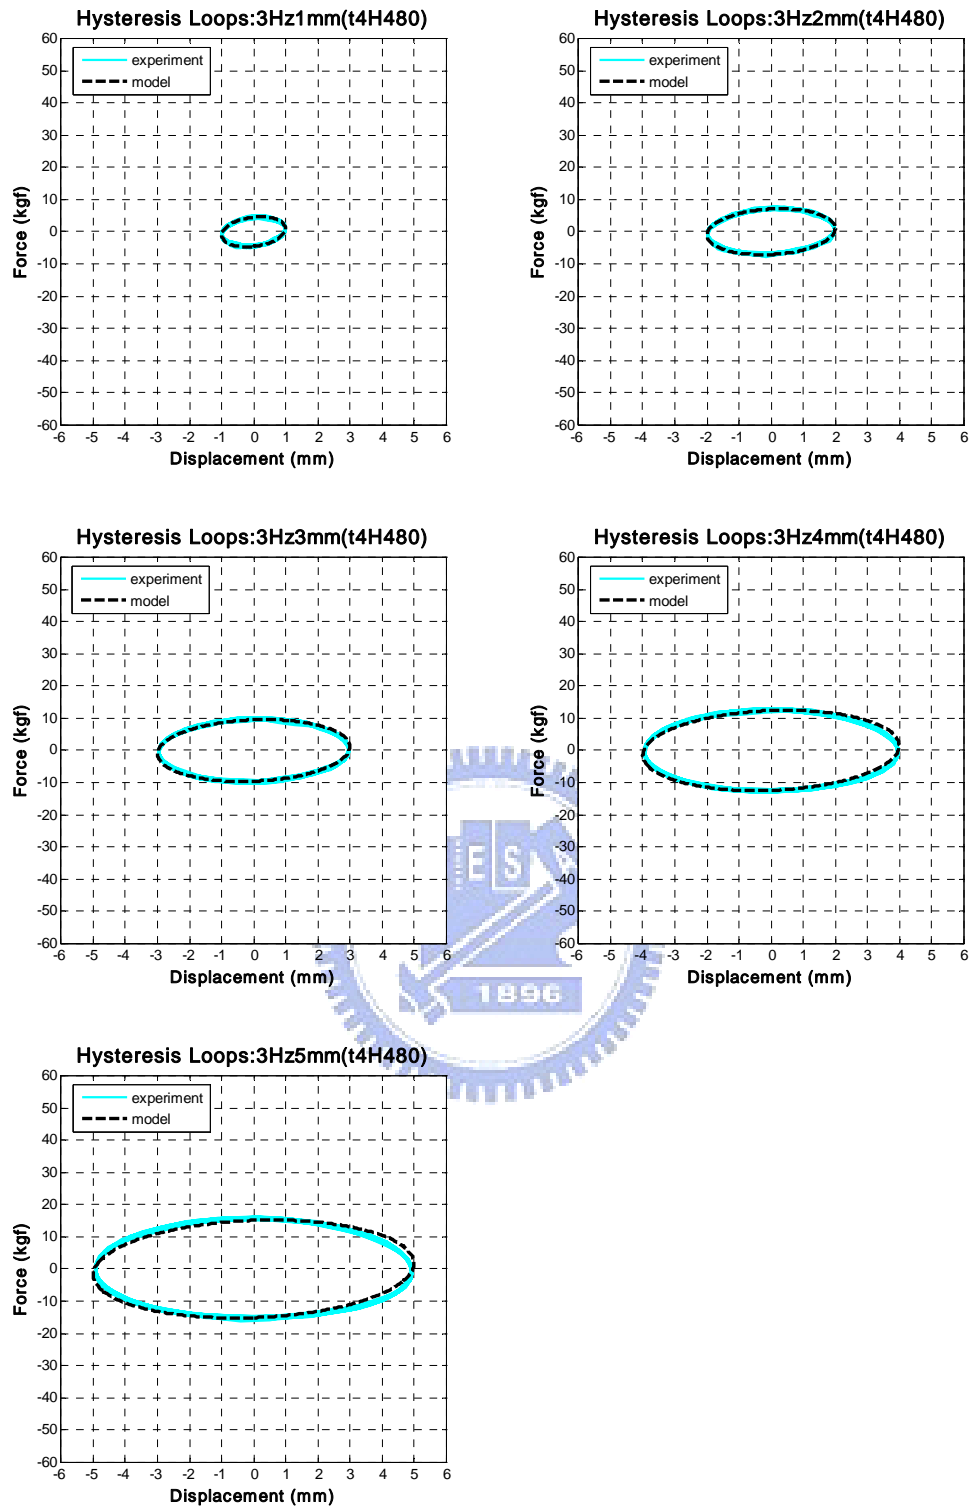 Hysteresis Loops:3Hz1mm(t4H480)
experiment
model
60
50
40
30
20
10
0
-10
-20
-30
-40
-50
-60
Force (kgf)
-6 -5 -4 -3 -2 -1 0 1 2 3 4 5 6
Displacement (mm)
Hysteresis Loops:3Hz2mm(t4H480)
experiment
model
60
50
40
30
20
10
0
-10
-20
-30
-40
-50
-60
Force (kgf)
-6 -5 -4 -3 -2 -1 0 1 2 3 4 5 6
Displacement (mm)
Hysteresis Loops:3Hz3mm(t4H480)
experiment
model
60
50
40
30
20
10
0
-10
-20
-30
-40
-50
-60
Force (kgf)
-6 -5 -4 -3 -2 -1 0 1 2 3 4 5 6
Displacement (mm)
Hysteresis Loops:3Hz4mm(t4H480)
experiment
model
60
50
40
30
20
10
0
-10
-20
-30
-40
-50
-60
Force (kgf)
-6 -5 -4 -3 -2 -1 0 1 2 3 4 5 6
Displacement (mm)
ES
1896
Hysteresis Loops:3Hz5mm(t4H480)
experiment
model
60
50
40
30
20
10
0
-10
-20
-30
-40
-50
-60
Force (kgf)
-6 -5 -4 -3 -2 -1 0 1 2 3 4 5 6
Displacement (mm)